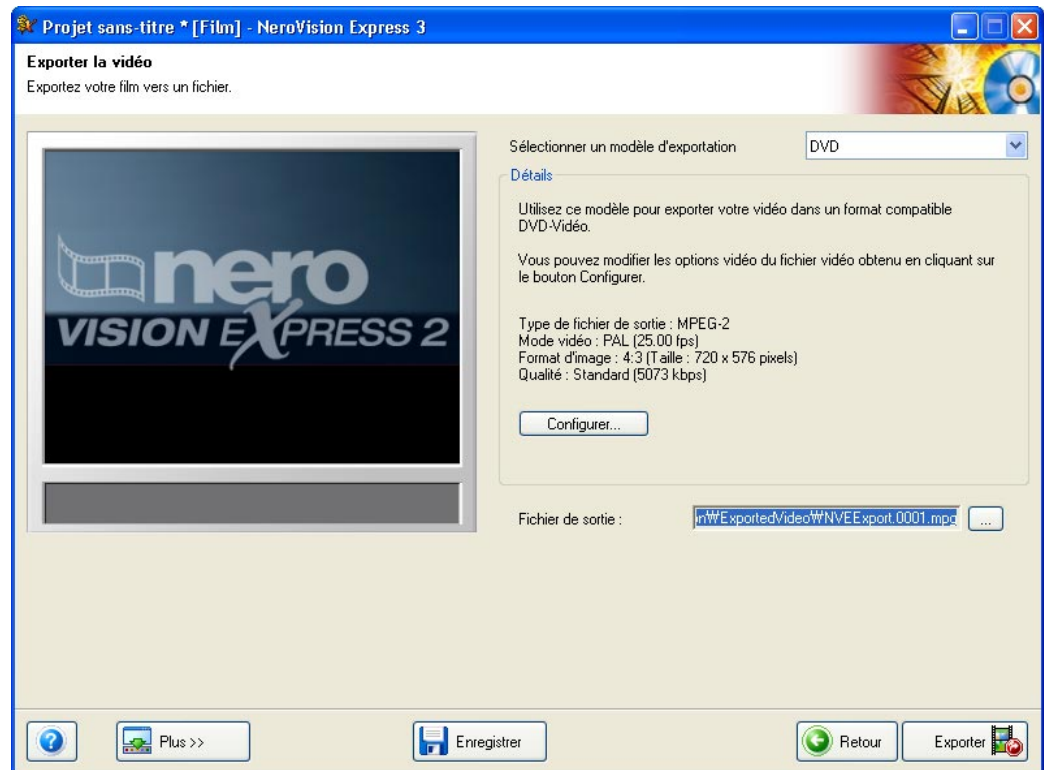 Projet sans-titre * [Film] - NeroVision Express 3
Exporter la vidéo
Exportez votre film vers un fichier.
nero
VISION EXPRESS 2
Sélectionner un modèle d'exportation
DVD
Détails
Utilisez ce modèle pour exporter votre vidéo dans un format compatible
DVD-Vidéo.
Vous pouvez modifier les options vidéo du fichier vidéo obtenu en cliquant sur
le bouton Configurer.
Type de fichier de sortie : MPEG-2
Mode vidéo : PAL (25.00 fps)
Format d'image : 4:3 (Taille : 720 x 576 pixels)
Qualité : Standard (5073 kbps)
Configurer...
Fichier de sortie :
n₩ExportedVideo₩NVEExport.0001.mpg
...
Plus >>
Enregistrer
Retour
Exporter